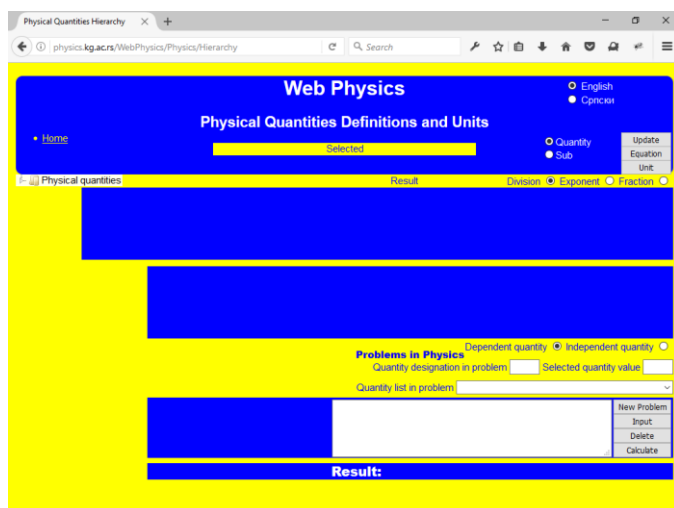 Physical Quantities Hierarchy
physics.kg.ac.rs/WebPhysics/Physics/Hierarchy
Search
Web Physics
English
Српски
Physical Quantities Definitions and Units
Home
Selected
Quantity
Sub
Update
Equation
Unit
Physical quantities
Result
Division
Exponent
Fraction
Dependent quantity
Independent quantity
Problems in Physics
Quantity designation in problem
Selected quantity value
Quantity list in problem
New Problem
Input
Delete
Calculate
Result: